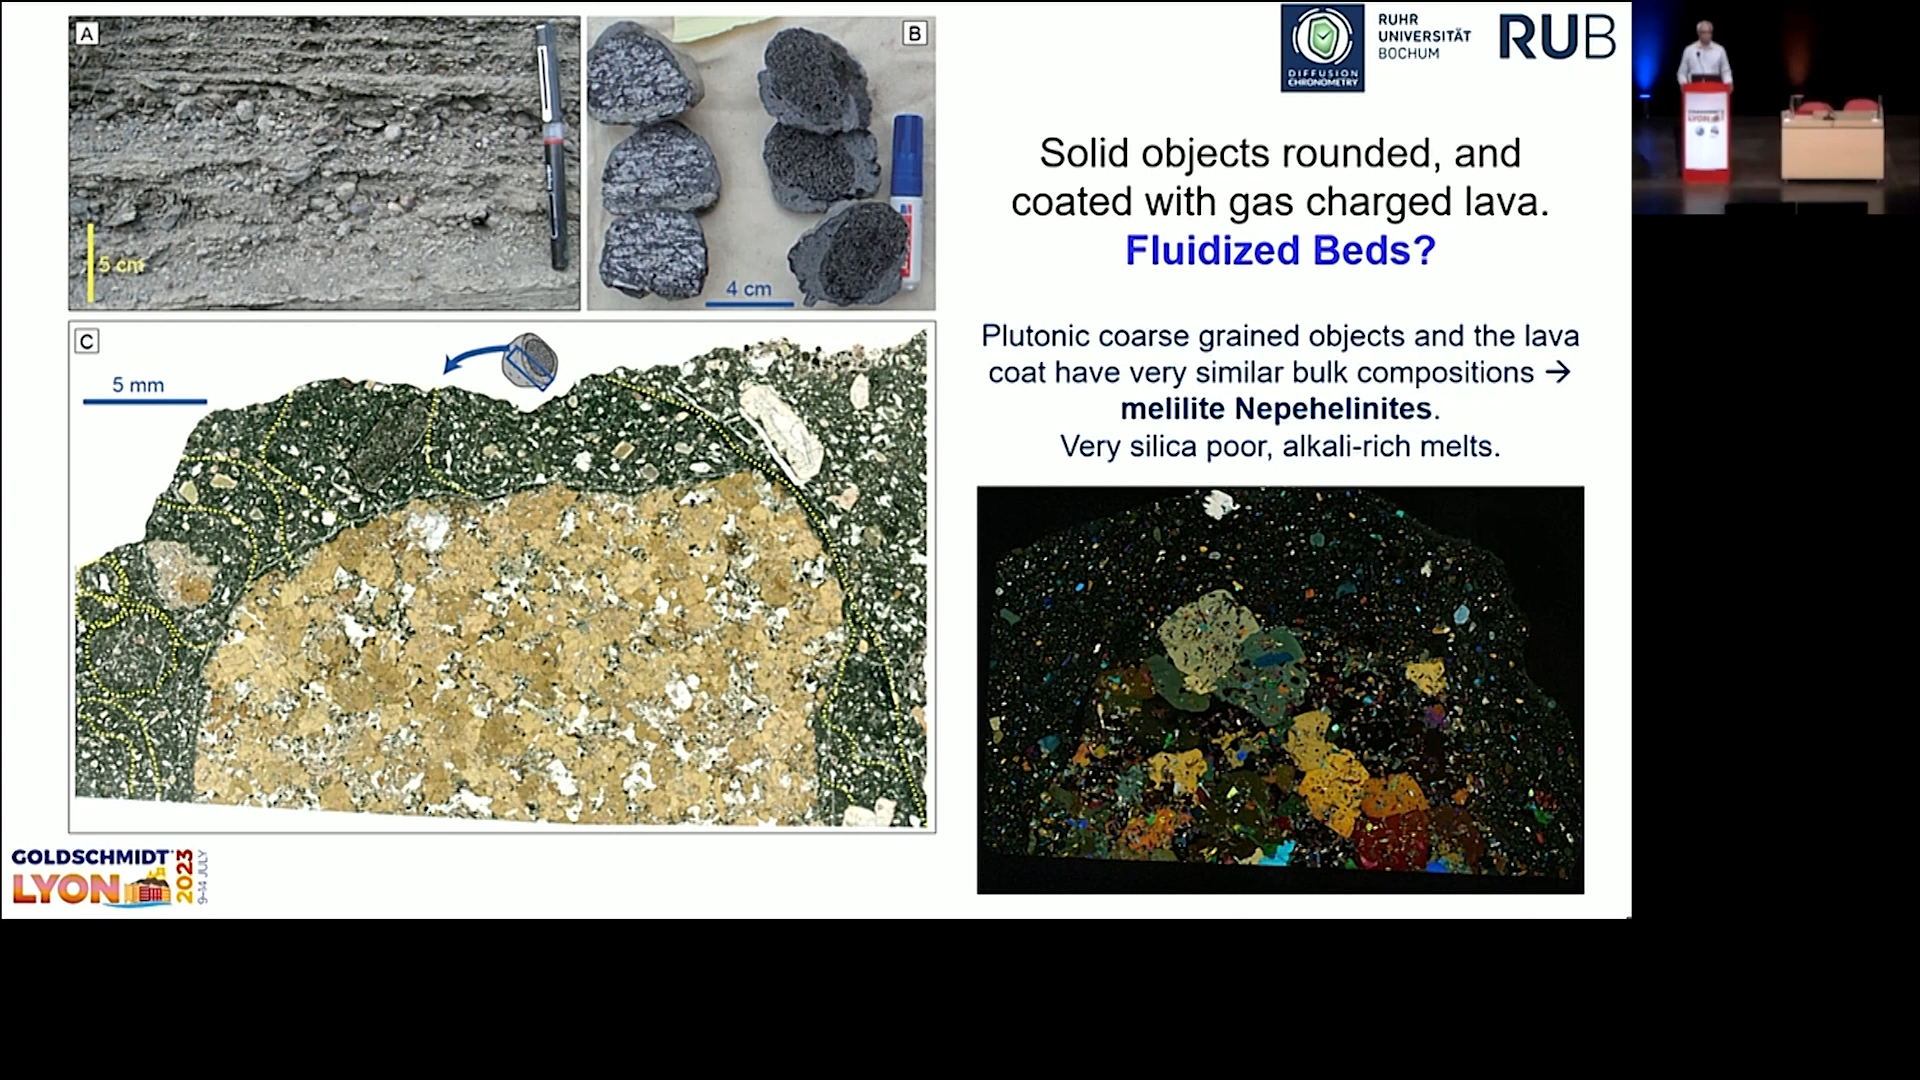 A
B
5 cm
4 cm
C
5 mm
DIFFUSION
CHRONOMETRY
RUHR
UNIVERSITÄT
BOCHUM
RUB
Solid objects rounded, and
coated with gas charged lava.
Fluidized Beds?
Plutonic coarse grained objects and the lava
coat have very similar bulk compositions →
melilite Nepehelinites.
Very silica poor, alkali-rich melts.
GOLDSCHMIDT
LYON
2023
9-14 JULY
LYON